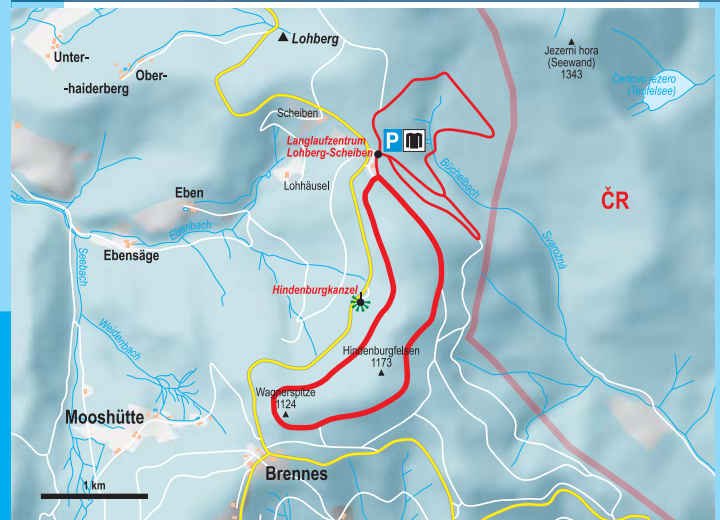 Lohberg
Unter-
-haiderberg
Ober-
Jezerni hora
(Seewand)
1343
Čertovo jezero
(Teufelsee)
Scheiben
Langlaufzentrum
Lohberg-Scheiben
P
Büchelbach
Lohhäusel
Eben
ČR
Ebenbach
Ebensäge
Seebach
Svarožná
Hindenburgkanzel
Weidenbach
Hindenburgfelsen
1173
Wagnerspitze
1124
Mooshütte
Brennes
1 km